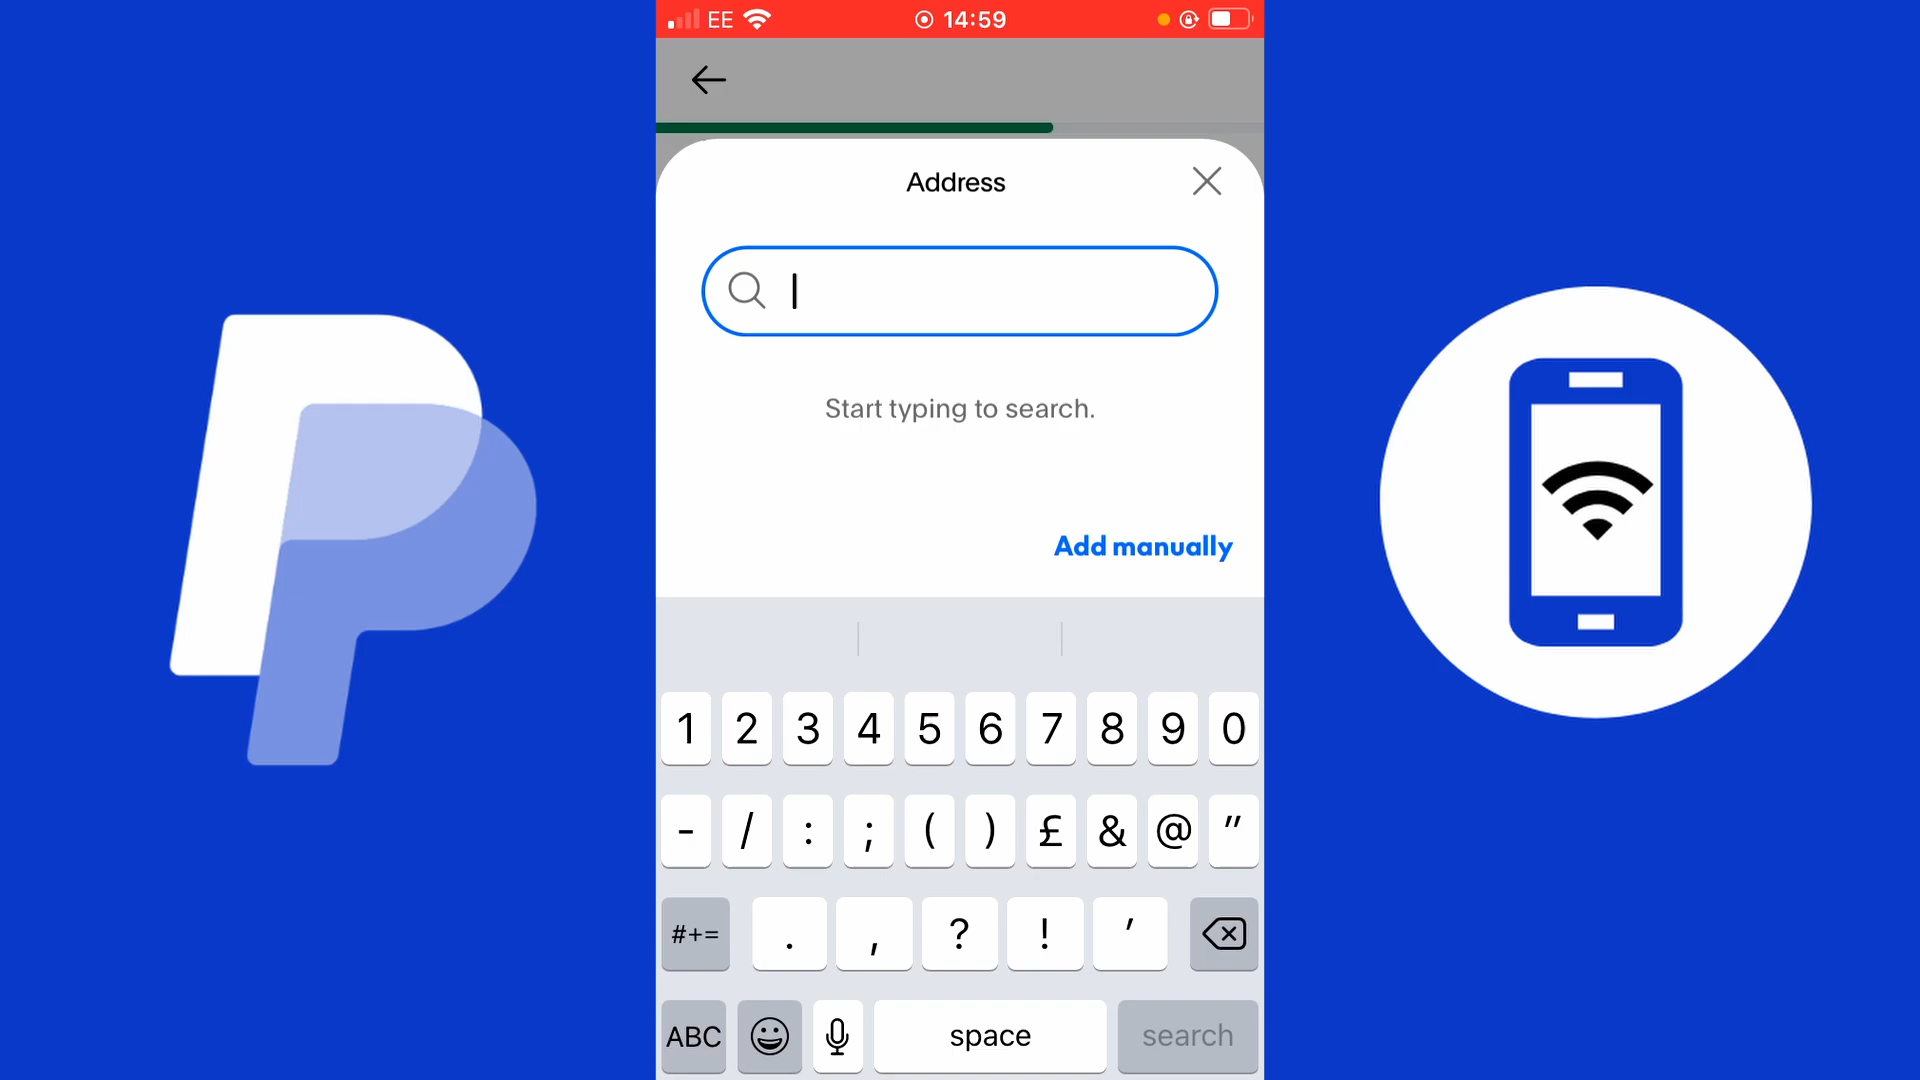 EE 14:59
Address
Start typing to search.
Add manually
1 2 3 4 5 6 7 8 9 0
- / : ; ( ) £ & @ "
#+= . , ? ! '
ABC space search